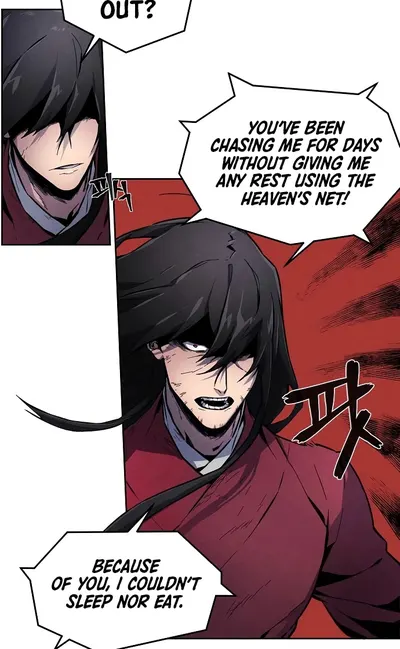 OUT?
YOU'VE BEEN
CHASING ME FOR DAYS
WITHOUT GIVING ME
ANY REST USING THE
HEAVEN'S NET!
팍
BECAUSE
OF YOU, I COULDN'T
SLEEP NOR EAT.